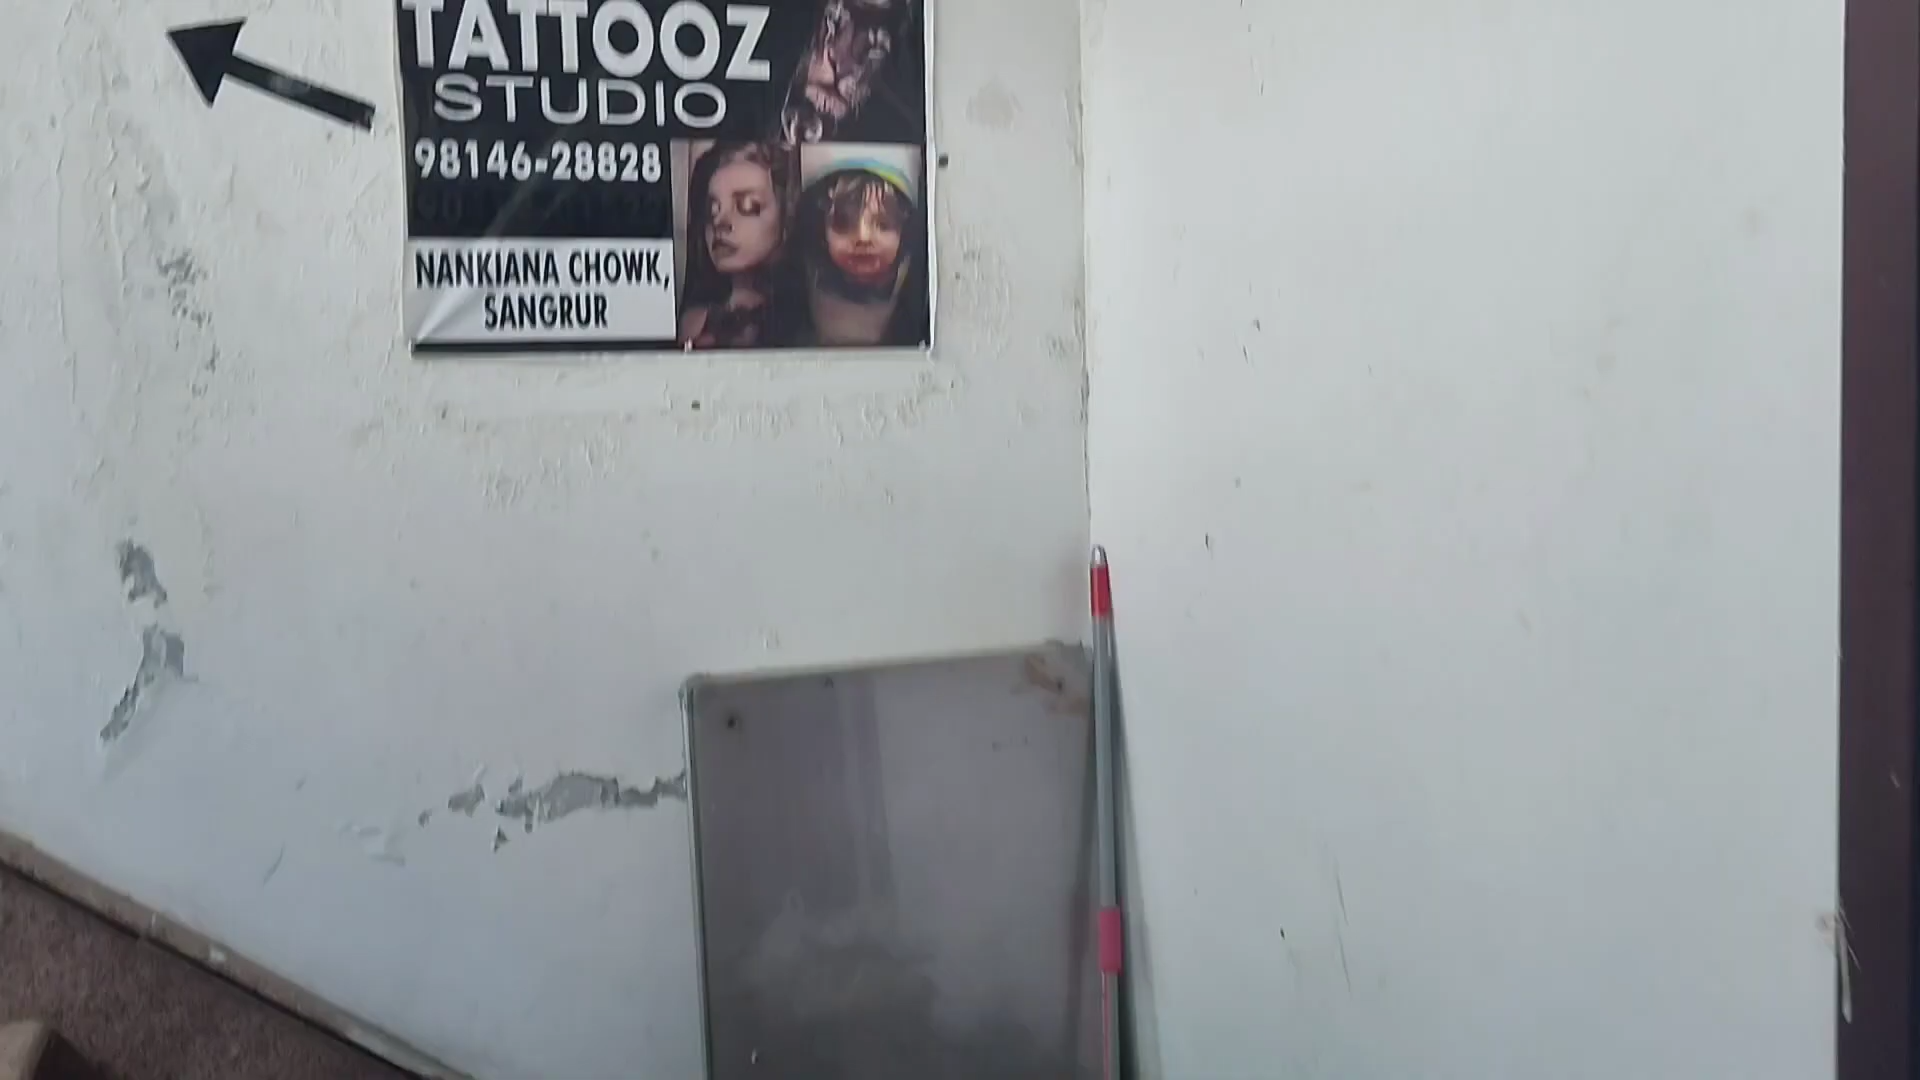 TATTOOZ
STUDIO
98146-28828
NANKIANA CHOWK,
SANGRUR